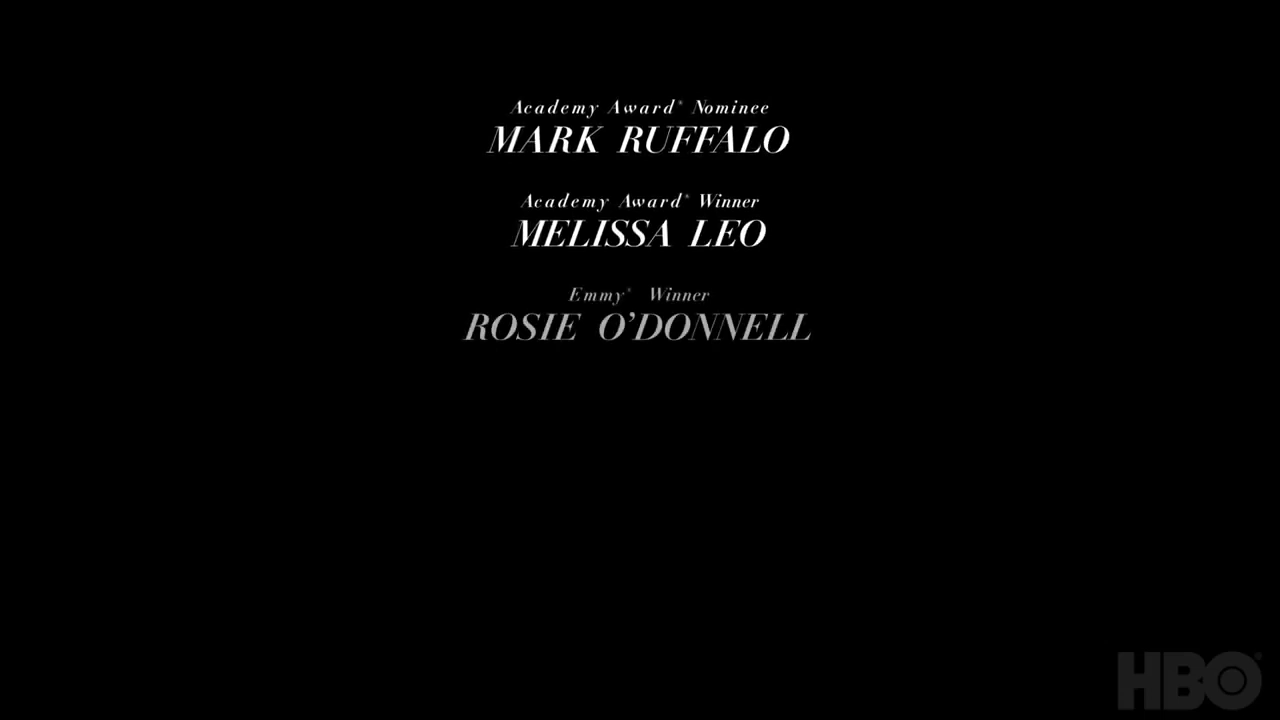 Academy Award® Nominee
MARK RUFFALO
Academy Award® Winner
MELISSA LEO
Emmy® Winner
ROSIE O’DONNELL
HBO®